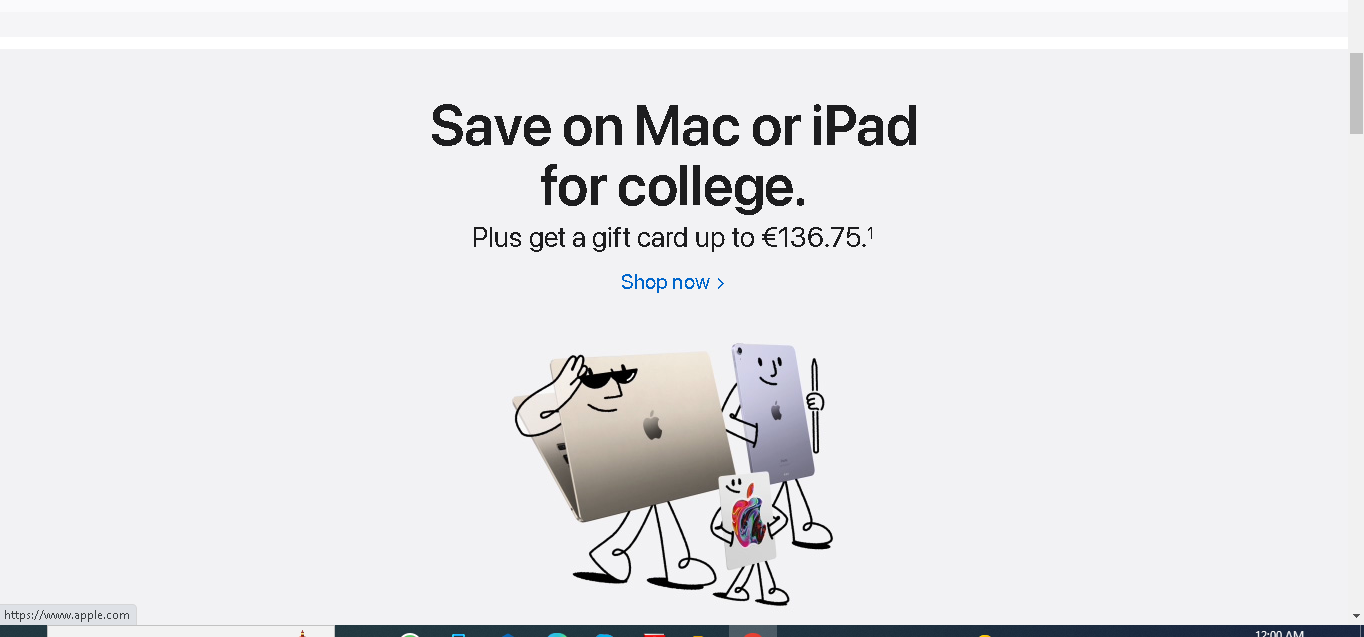 Save on Mac or iPad
for college.
Plus get a gift card up to €136.75.¹
Shop now >
https://www.apple.com
12:00 AM